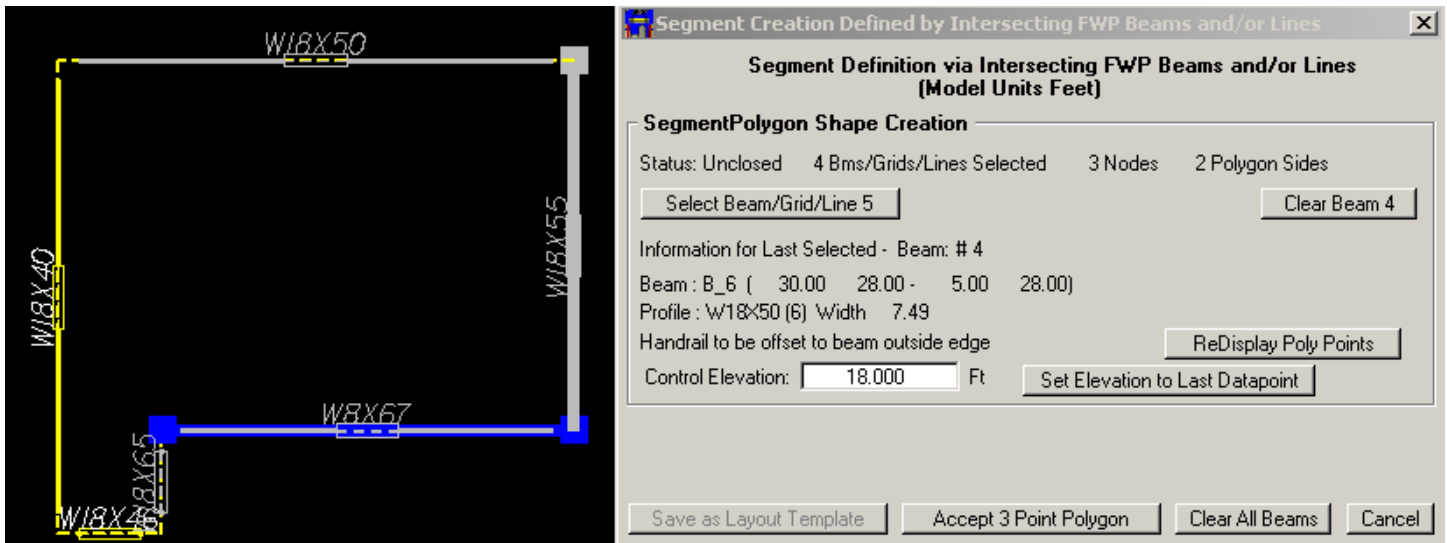 W18X50
W18X55
W18X40
W8X67
W18X46
Segment Creation Defined by Intersecting FWP Beams and/or Lines
Segment Definition via Intersecting FWP Beams and/or Lines
(Model Units Feet)
SegmentPolygon Shape Creation
Status: Unclosed 4 Bms/Grids/Lines Selected 3 Nodes 2 Polygon Sides
Select Beam/Grid/Line 5 Clear Beam 4
Information for Last Selected - Beam: # 4
Beam : B_6 ( 30.00 28.00 - 5.00 28.00)
Profile : W18X50 (6) Width 7.49
Handrail to be offset to beam outside edge
ReDisplay Poly Points
Control Elevation: 18.000 Ft Set Elevation to Last Datapoint
Save as Layout Template Accept 3 Point Polygon Clear All Beams Cancel